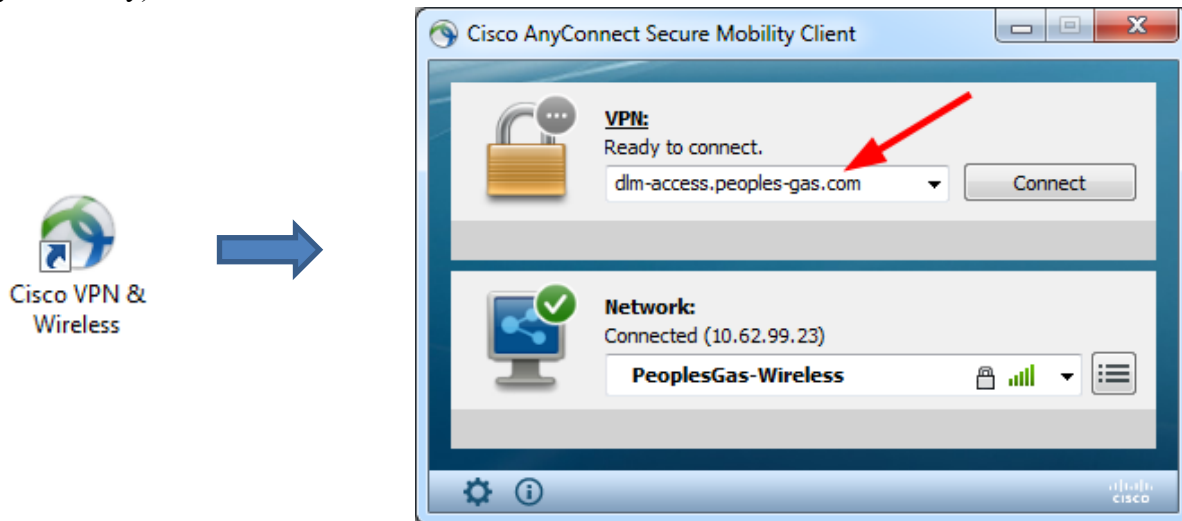 Cisco AnyConnect Secure Mobility Client
VPN:
Ready to connect.
dlm-access.peoples-gas.com
Connect
Cisco VPN &
Wireless
Network:
Connected (10.62.99.23)
PeoplesGas-Wireless
CISCO